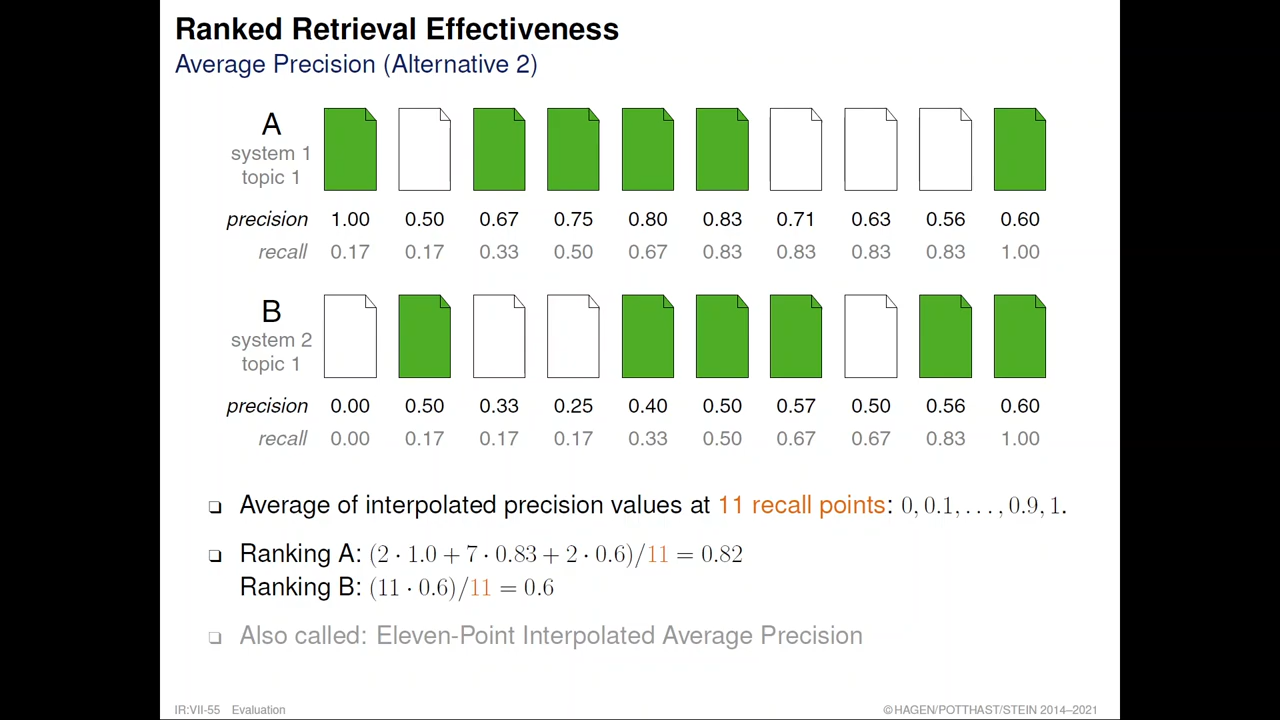 Ranked Retrieval Effectiveness
Average Precision (Alternative 2)
A
system 1
topic 1
precision 1.00 0.50 0.67 0.75 0.80 0.83 0.71 0.63 0.56 0.60
recall 0.17 0.17 0.33 0.50 0.67 0.83 0.83 0.83 0.83 1.00
B
system 2
topic 1
precision 0.00 0.50 0.33 0.25 0.40 0.50 0.57 0.50 0.56 0.60
recall 0.00 0.17 0.17 0.17 0.33 0.50 0.67 0.67 0.83 1.00
❑ Average of interpolated precision values at 11 recall points: 0, 0.1, . . . , 0.9, 1.
❑ Ranking A: (2 · 1.0 + 7 · 0.83 + 2 · 0.6)/11 = 0.82
Ranking B: (11 · 0.6)/11 = 0.6
❑ Also called: Eleven-Point Interpolated Average Precision
IR:VII-55 Evaluation ©HAGEN/POTTHAST/STEIN 2014–2021